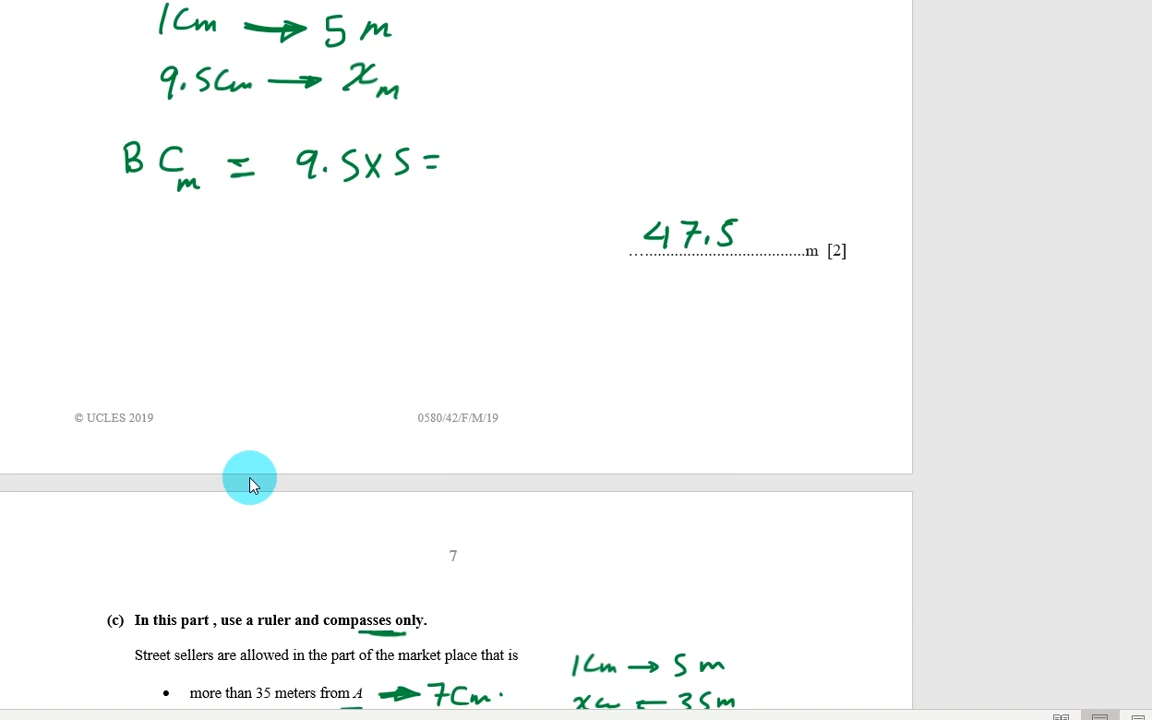 1cm → 5 m
9.5cm → x m
BC m = 9.5 x 5 =
47.5
...........................................m [2]
© UCLES 2019
0580/42/F/M/19
7
(c) In this part , use a ruler and compasses only.
Street sellers are allowed in the part of the market place that is
1cm → 5 m
• more than 35 meters from A → 7cm.
xcm ← 35m